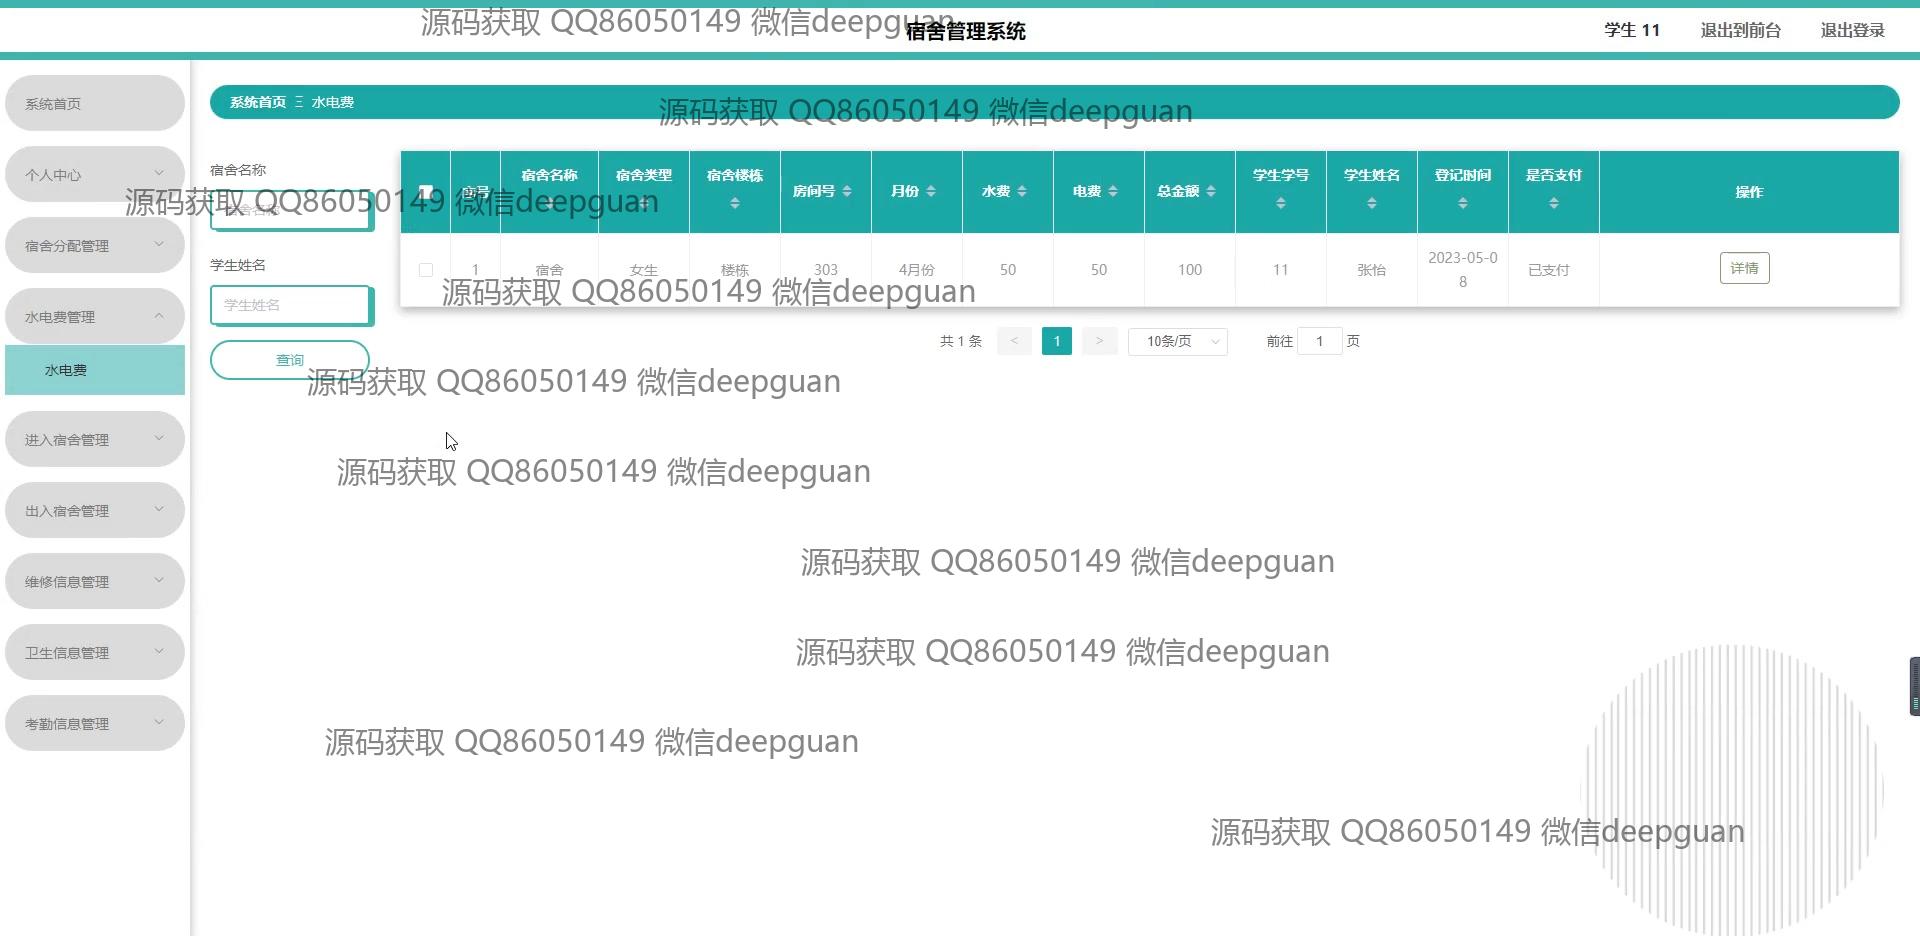 源码获取 QQ86050149 微信deepguan
宿舍管理系统
学生 11
退出到前台
退出登录
系统首页
个人中心
宿舍分配管理
水电费管理
水电费
进入宿舍管理
出入宿舍管理
维修信息管理
卫生信息管理
考勤信息管理
系统首页 Ξ 水电费
源码获取 QQ86050149 微信deepguan
宿舍名称
宿舍名称
学生姓名
学生姓名
查询
源码获取 QQ86050149 微信deepguan
序号 宿舍名称 宿舍类型 宿舍楼栋 房间号 月份 水费 电费 总金额 学生学号 学生姓名 登记时间 是否支付 操作
1 宿舍 女生 楼栋 303 4月份 50 50 100 11 张怡 2023-05-08 已支付 详情
源码获取 QQ86050149 微信deepguan
共 1 条 < 1 > 10条/页 前往 1 页
源码获取 QQ86050149 微信deepguan
源码获取 QQ86050149 微信deepguan
源码获取 QQ86050149 微信deepguan
源码获取 QQ86050149 微信deepguan
源码获取 QQ86050149 微信deepguan
源码获取 QQ86050149 微信deepguan